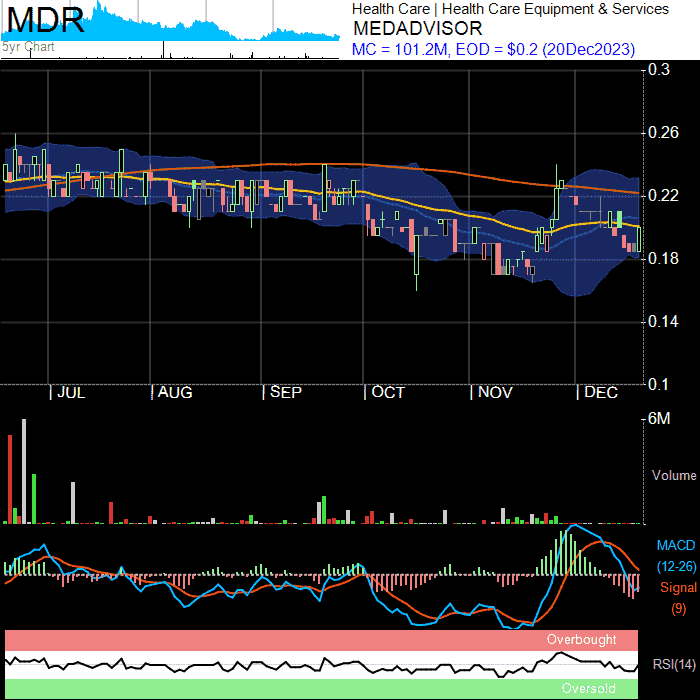 MDR
5yr Chart
Health Care | Health Care Equipment & Services
MEDADVISOR
MC = 101.2M, EOD = $0.2 (20Dec2023)
0.3
0.26
0.22
0.18
0.14
0.1
| JUL | AUG | SEP | OCT | NOV | DEC
6M
Volume
MACD
(12-26)
Signal
(9)
Overbought
RSI(14)
Oversold